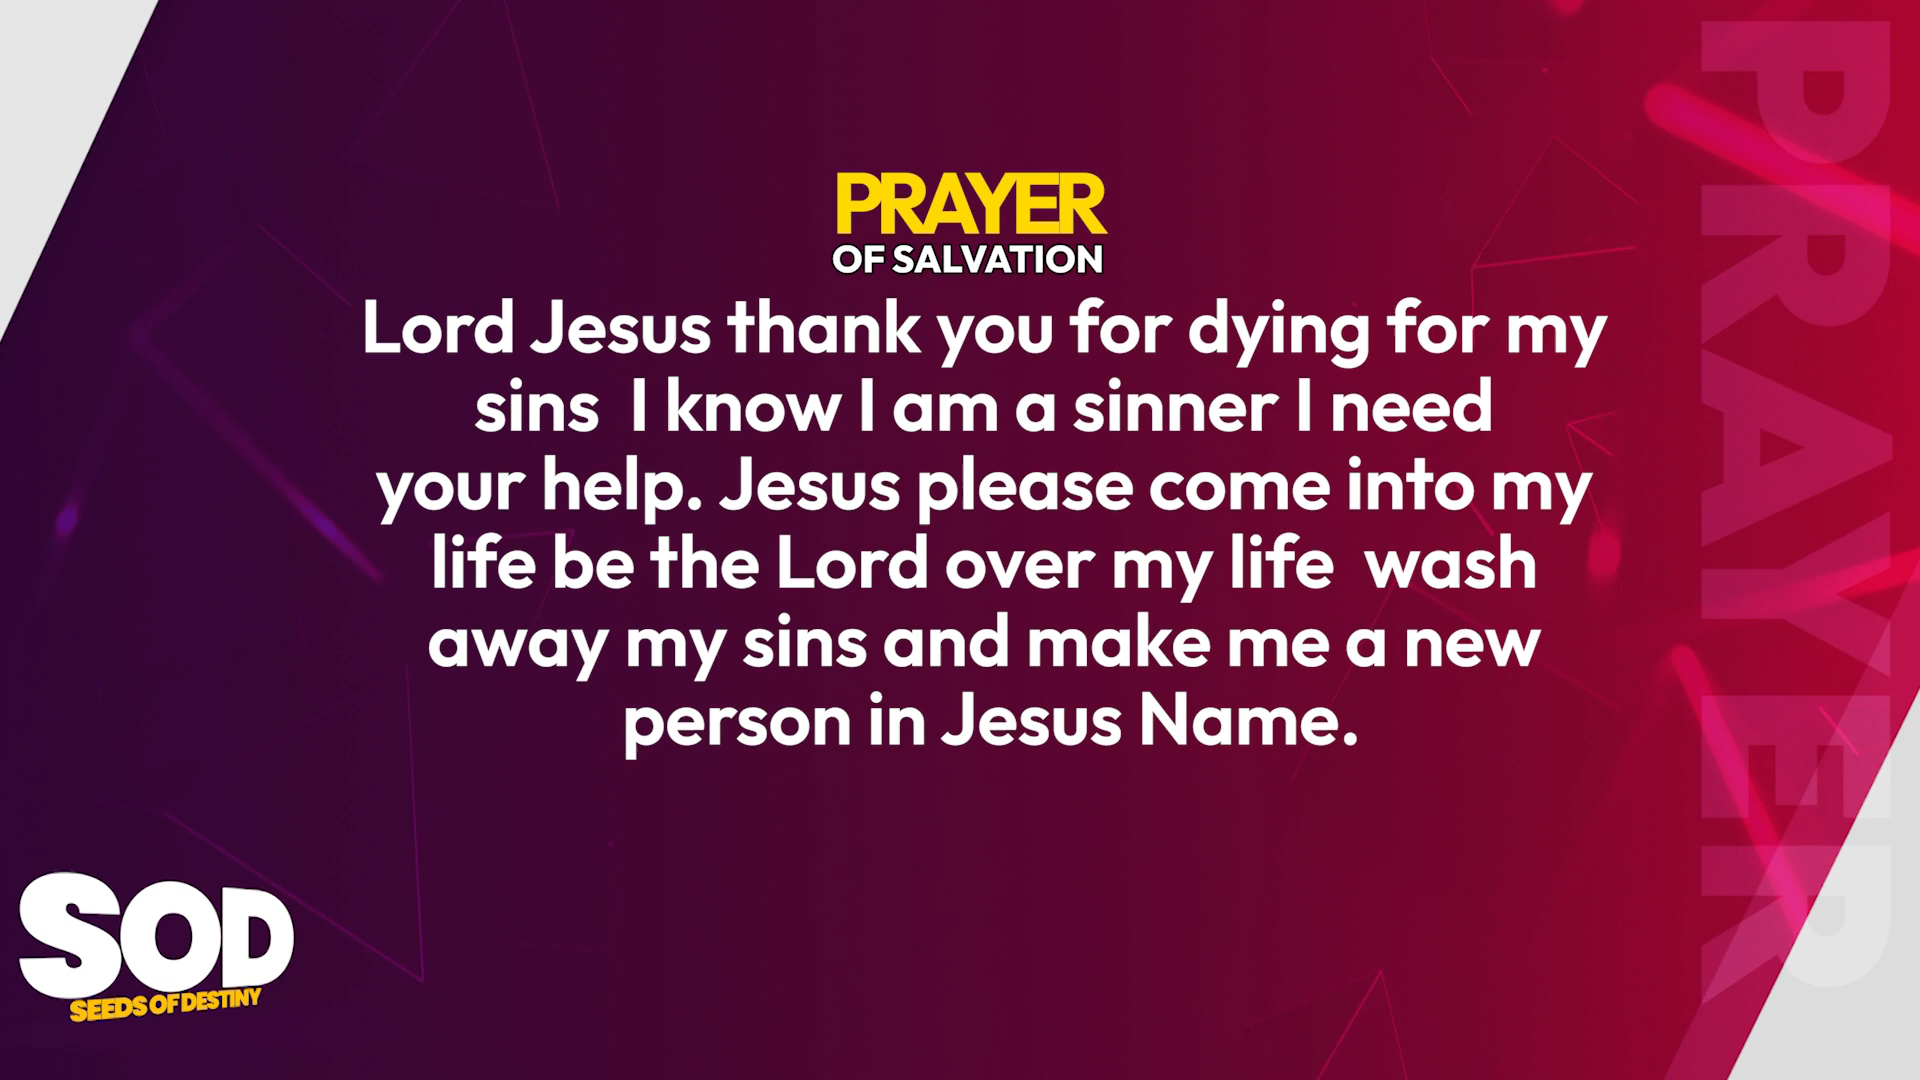 PRAYER
OF SALVATION
Lord Jesus thank you for dying for my
sins  I know I am a sinner I need
your help. Jesus please come into my
life be the Lord over my life  wash
away my sins and make me a new
person in Jesus Name.
PRAYER
SOD
SEEDS OF DESTINY